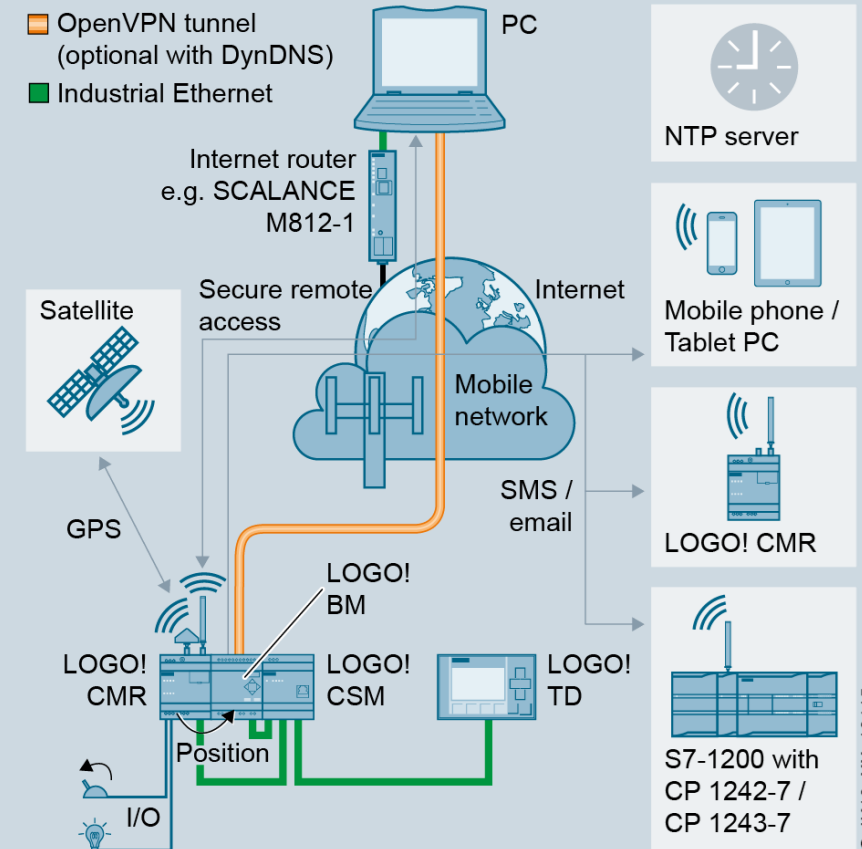 OpenVPN tunnel
(optional with DynDNS)
Industrial Ethernet
PC
NTP server
Internet router
e.g. SCALANCE
M812-1
Mobile phone /
Tablet PC
Satellite
Secure remote
access
Internet
Mobile
network
GPS
SMS /
email
LOGO! CMR
LOGO!
BM
LOGO!
CMR
LOGO!
CSM
LOGO!
TD
Position
I/O
S7-1200 with
CP 1242-7 /
CP 1243-7